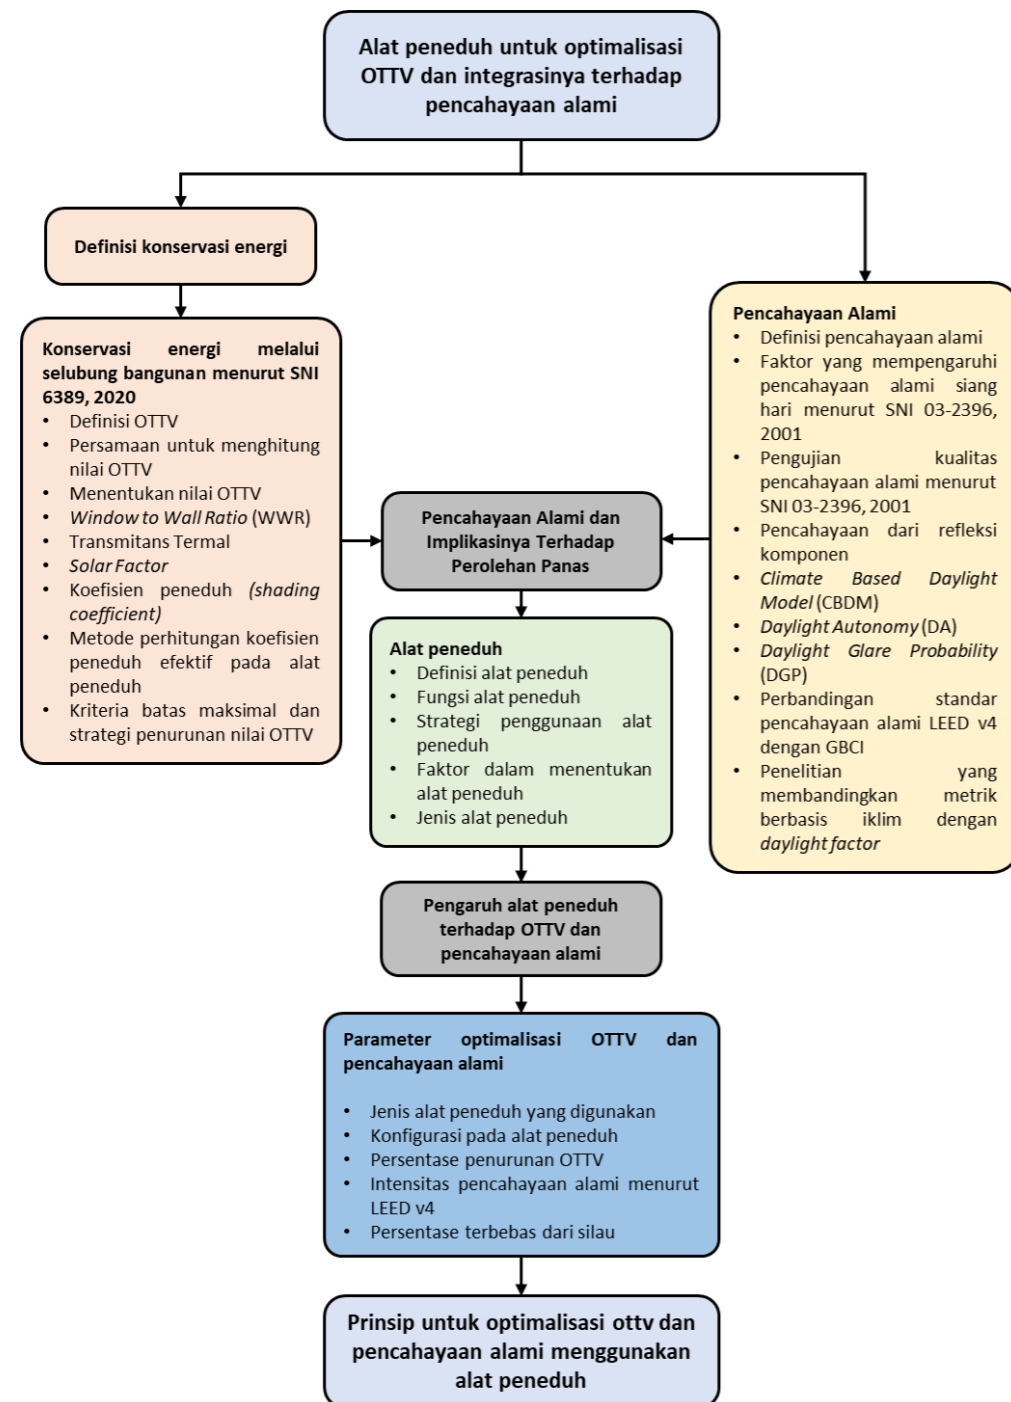 Alat peneduh untuk optimalisasi
OTTV dan integrasinya terhadap
pencahayaan alami
Definisi konservasi energi
Konservasi energi melalui
selubung bangunan menurut SNI
6389, 2020
• Definisi OTTV
• Persamaan untuk menghitung
nilai OTTV
• Menentukan nilai OTTV
• Window to Wall Ratio (WWR)
• Transmitans Termal
• Solar Factor
• Koefisien peneduh (shading
coefficient)
• Metode perhitungan koefisien
peneduh efektif pada alat
peneduh
• Kriteria batas maksimal dan
strategi penurunan nilai OTTV
Pencahayaan Alami
• Definisi pencahayaan alami
• Faktor yang mempengaruhi
pencahayaan alami siang
hari menurut SNI 03-2396,
2001
• Pengujian kualitas
pencahayaan alami menurut
SNI 03-2396, 2001
• Pencahayaan dari refleksi
komponen
• Climate Based Daylight
Model (CBDM)
• Daylight Autonomy (DA)
• Daylight Glare Probability
(DGP)
• Perbandingan standar
pencahayaan alami LEED v4
dengan GBCI
• Penelitian yang
membandingkan metrik
berbasis iklim dengan
daylight factor
Pencahayaan Alami dan
Implikasinya Terhadap
Perolehan Panas
Alat peneduh
• Definisi alat peneduh
• Fungsi alat peneduh
• Strategi penggunaan alat
peneduh
• Faktor dalam menentukan
alat peneduh
• Jenis alat peneduh
Pengaruh alat peneduh
terhadap OTTV dan
pencahayaan alami
Parameter optimalisasi OTTV dan
pencahayaan alami
• Jenis alat peneduh yang digunakan
• Konfigurasi pada alat peneduh
• Persentase penurunan OTTV
• Intensitas pencahayaan alami menurut
LEED v4
• Persentase terbebas dari silau
Prinsip untuk optimalisasi ottv dan
pencahayaan alami menggunakan
alat peneduh